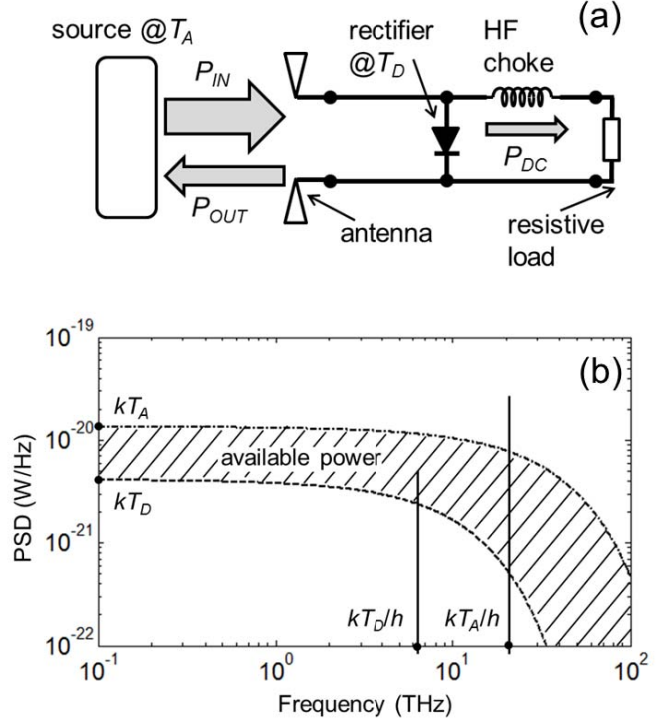 (a)
source @T_A
rectifier
@T_D
HF
choke
P_IN
P_DC
P_OUT
antenna
resistive
load
(b)
10^-19
kT_A
10^-20
available power
kT_D
PSD (W/Hz)
10^-21
kT_D/h
kT_A/h
10^-22
10^-1
10^0
10^1
10^2
Frequency (THz)